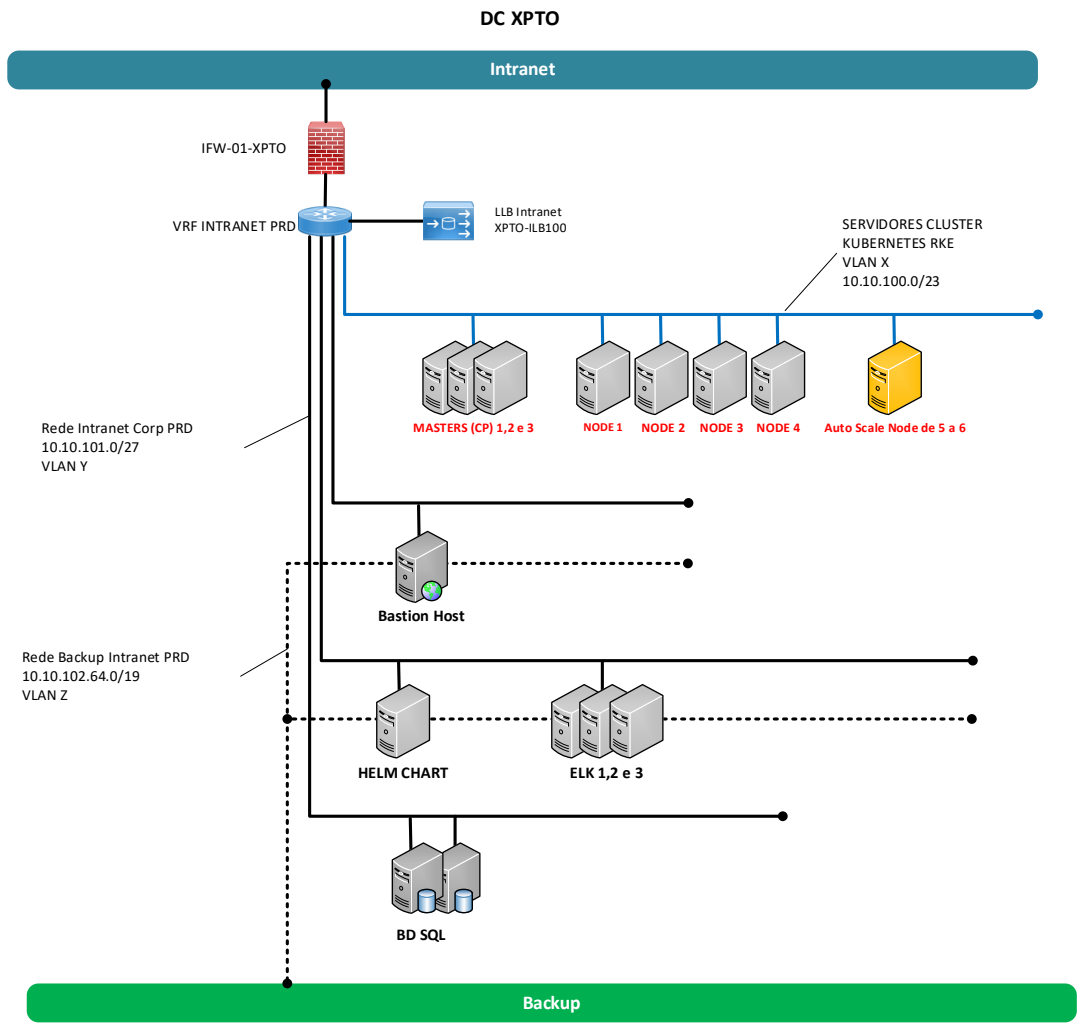 DC XPTO
Intranet
IFW-01-XPTO
VRF INTRANET PRD
LLB Intranet
XPTO-ILB100
SERVIDORES CLUSTER
KUBERNETES RKE
VLAN X
10.10.100.0/23
MASTERS (CP) 1,2 e 3
NODE 1
NODE 2
NODE 3
NODE 4
Auto Scale Node de 5 a 6
Rede Intranet Corp PRD
10.10.101.0/27
VLAN Y
Bastion Host
Rede Backup Intranet PRD
10.10.102.64.0/19
VLAN Z
HELM CHART
ELK 1,2 e 3
BD SQL
Backup